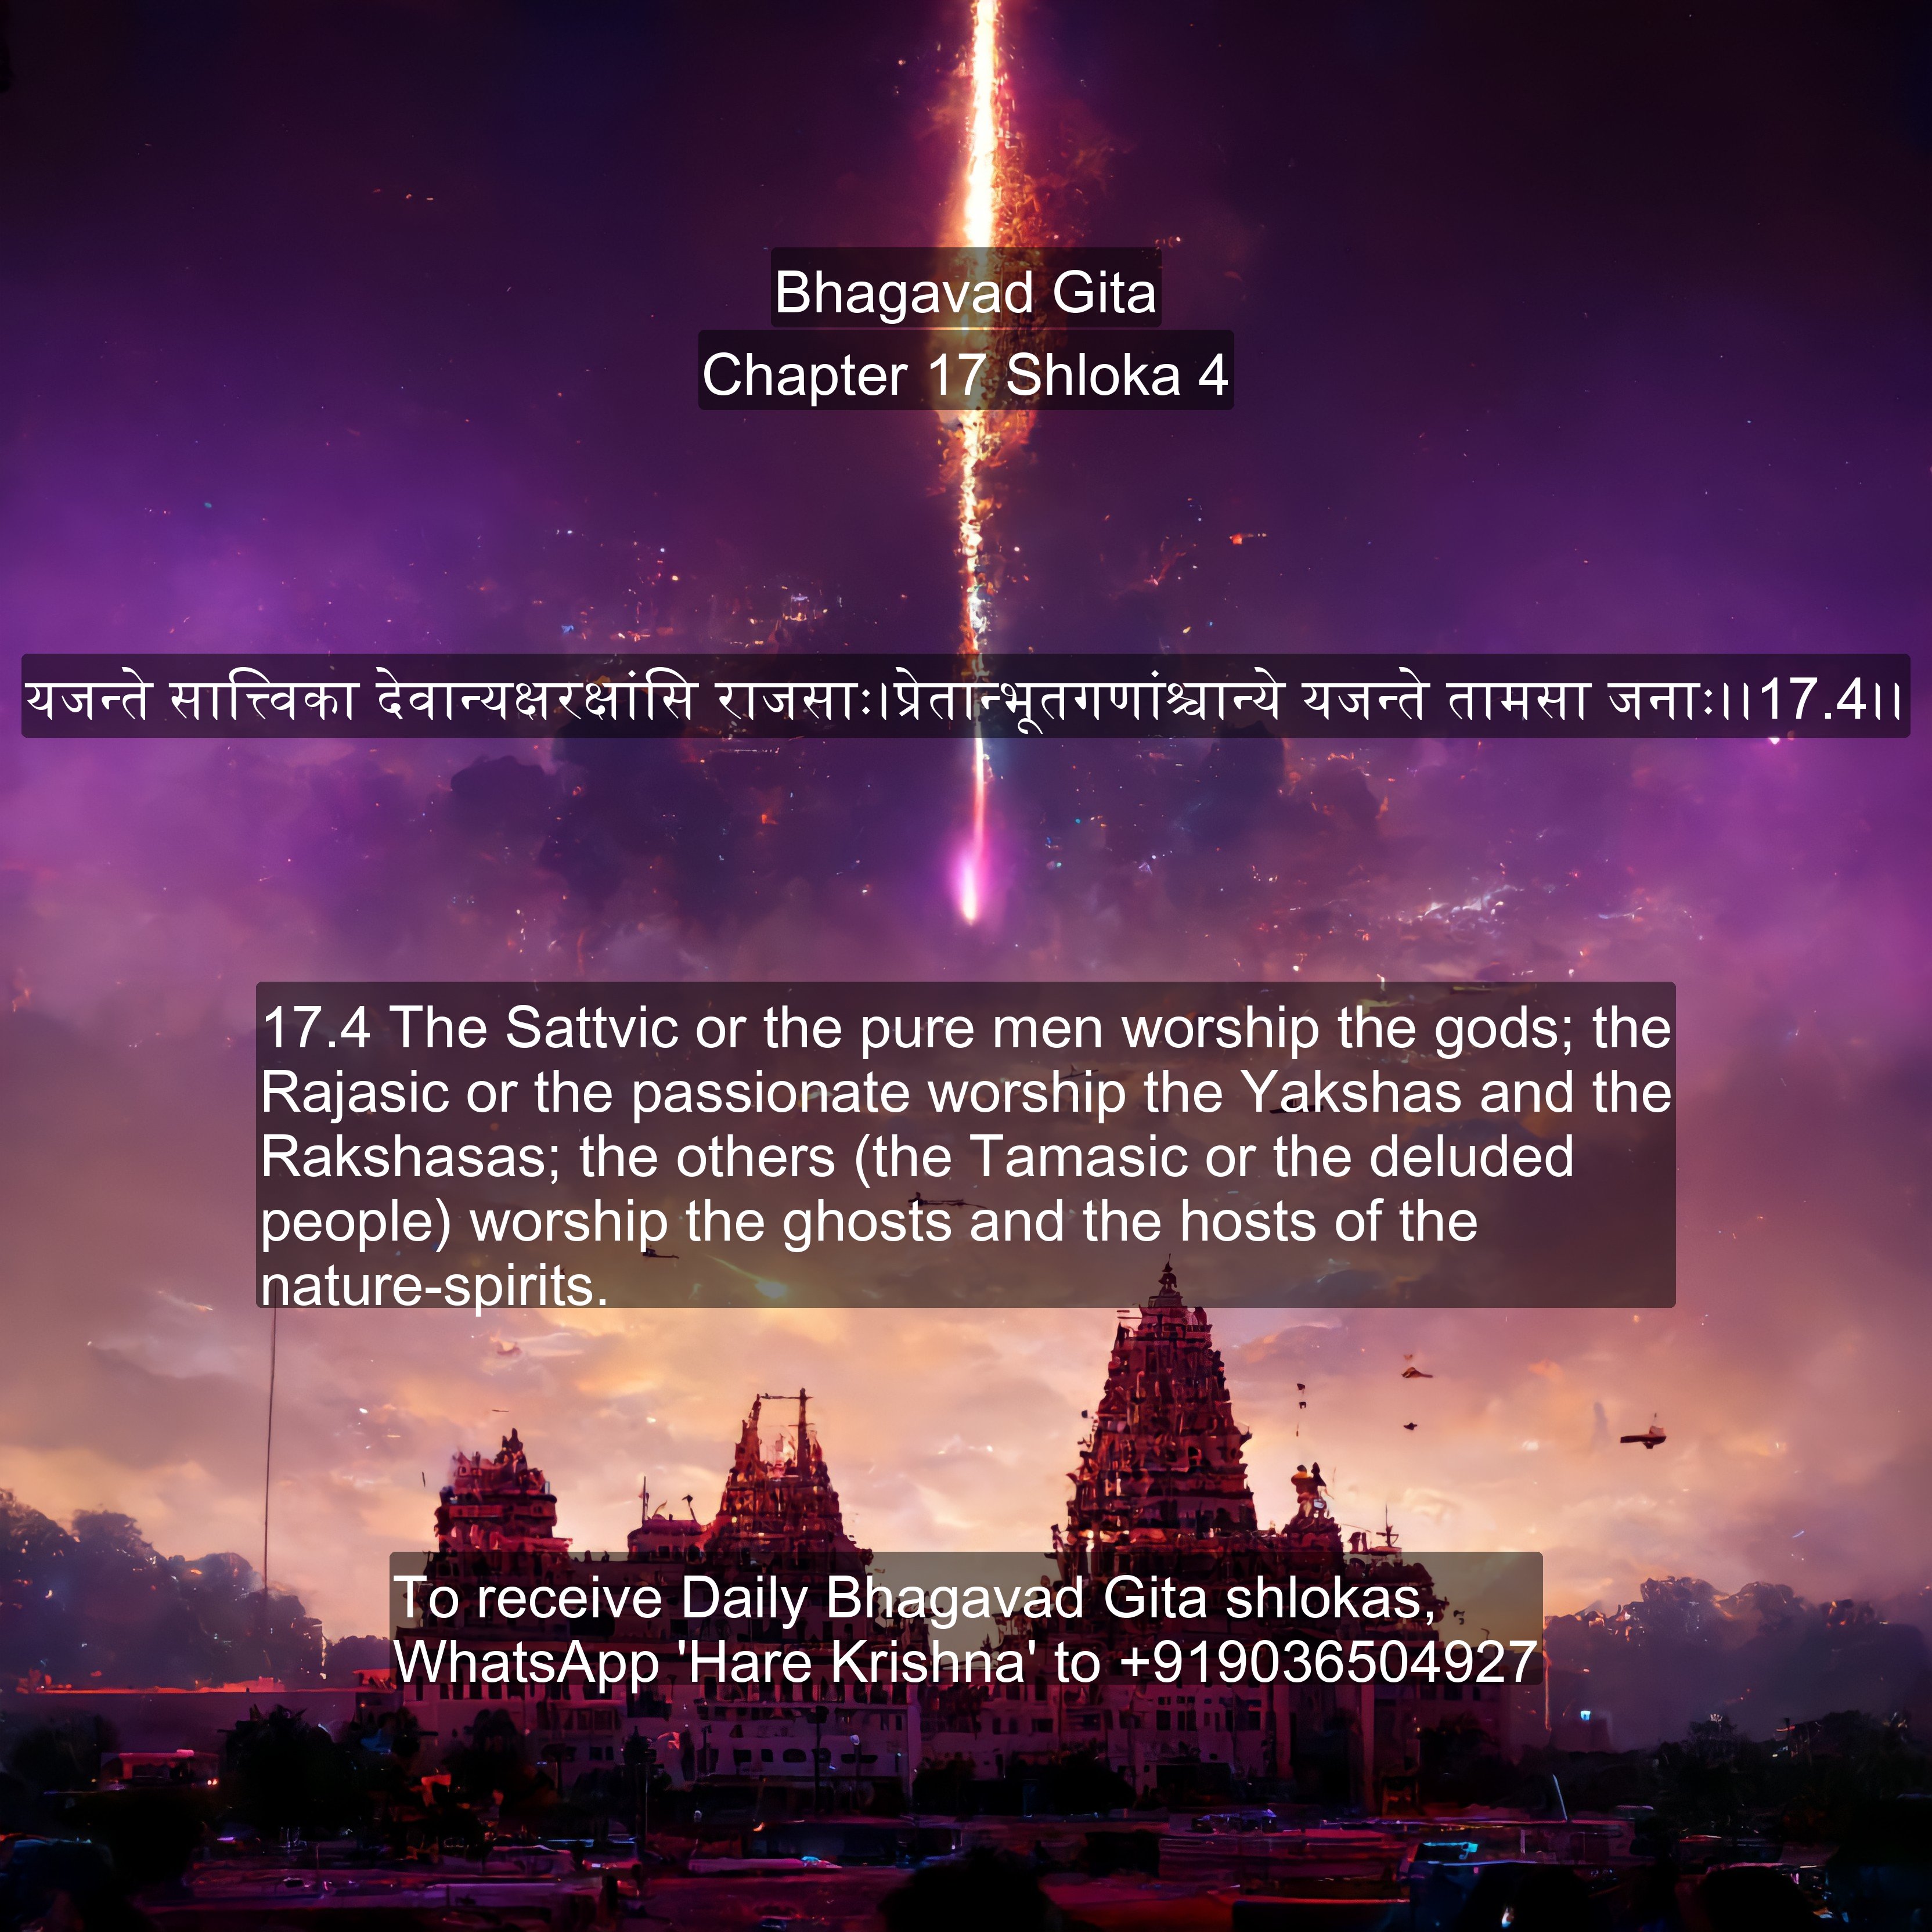 Bhagavad Gita
Chapter 17 Shloka 4
यजन्ते सात्त्विका देवान्यक्षरक्षांसि राजसाः।प्रेतान्भूतगणांश्चान्ये यजन्ते तामसा जनाः।।17.4।।
17.4 The Sattvic or the pure men worship the gods; the
Rajasic or the passionate worship the Yakshas and the
Rakshasas; the others (the Tamasic or the deluded
people) worship the ghosts and the hosts of the
nature-spirits.
To receive Daily Bhagavad Gita shlokas,
WhatsApp 'Hare Krishna' to +919036504927